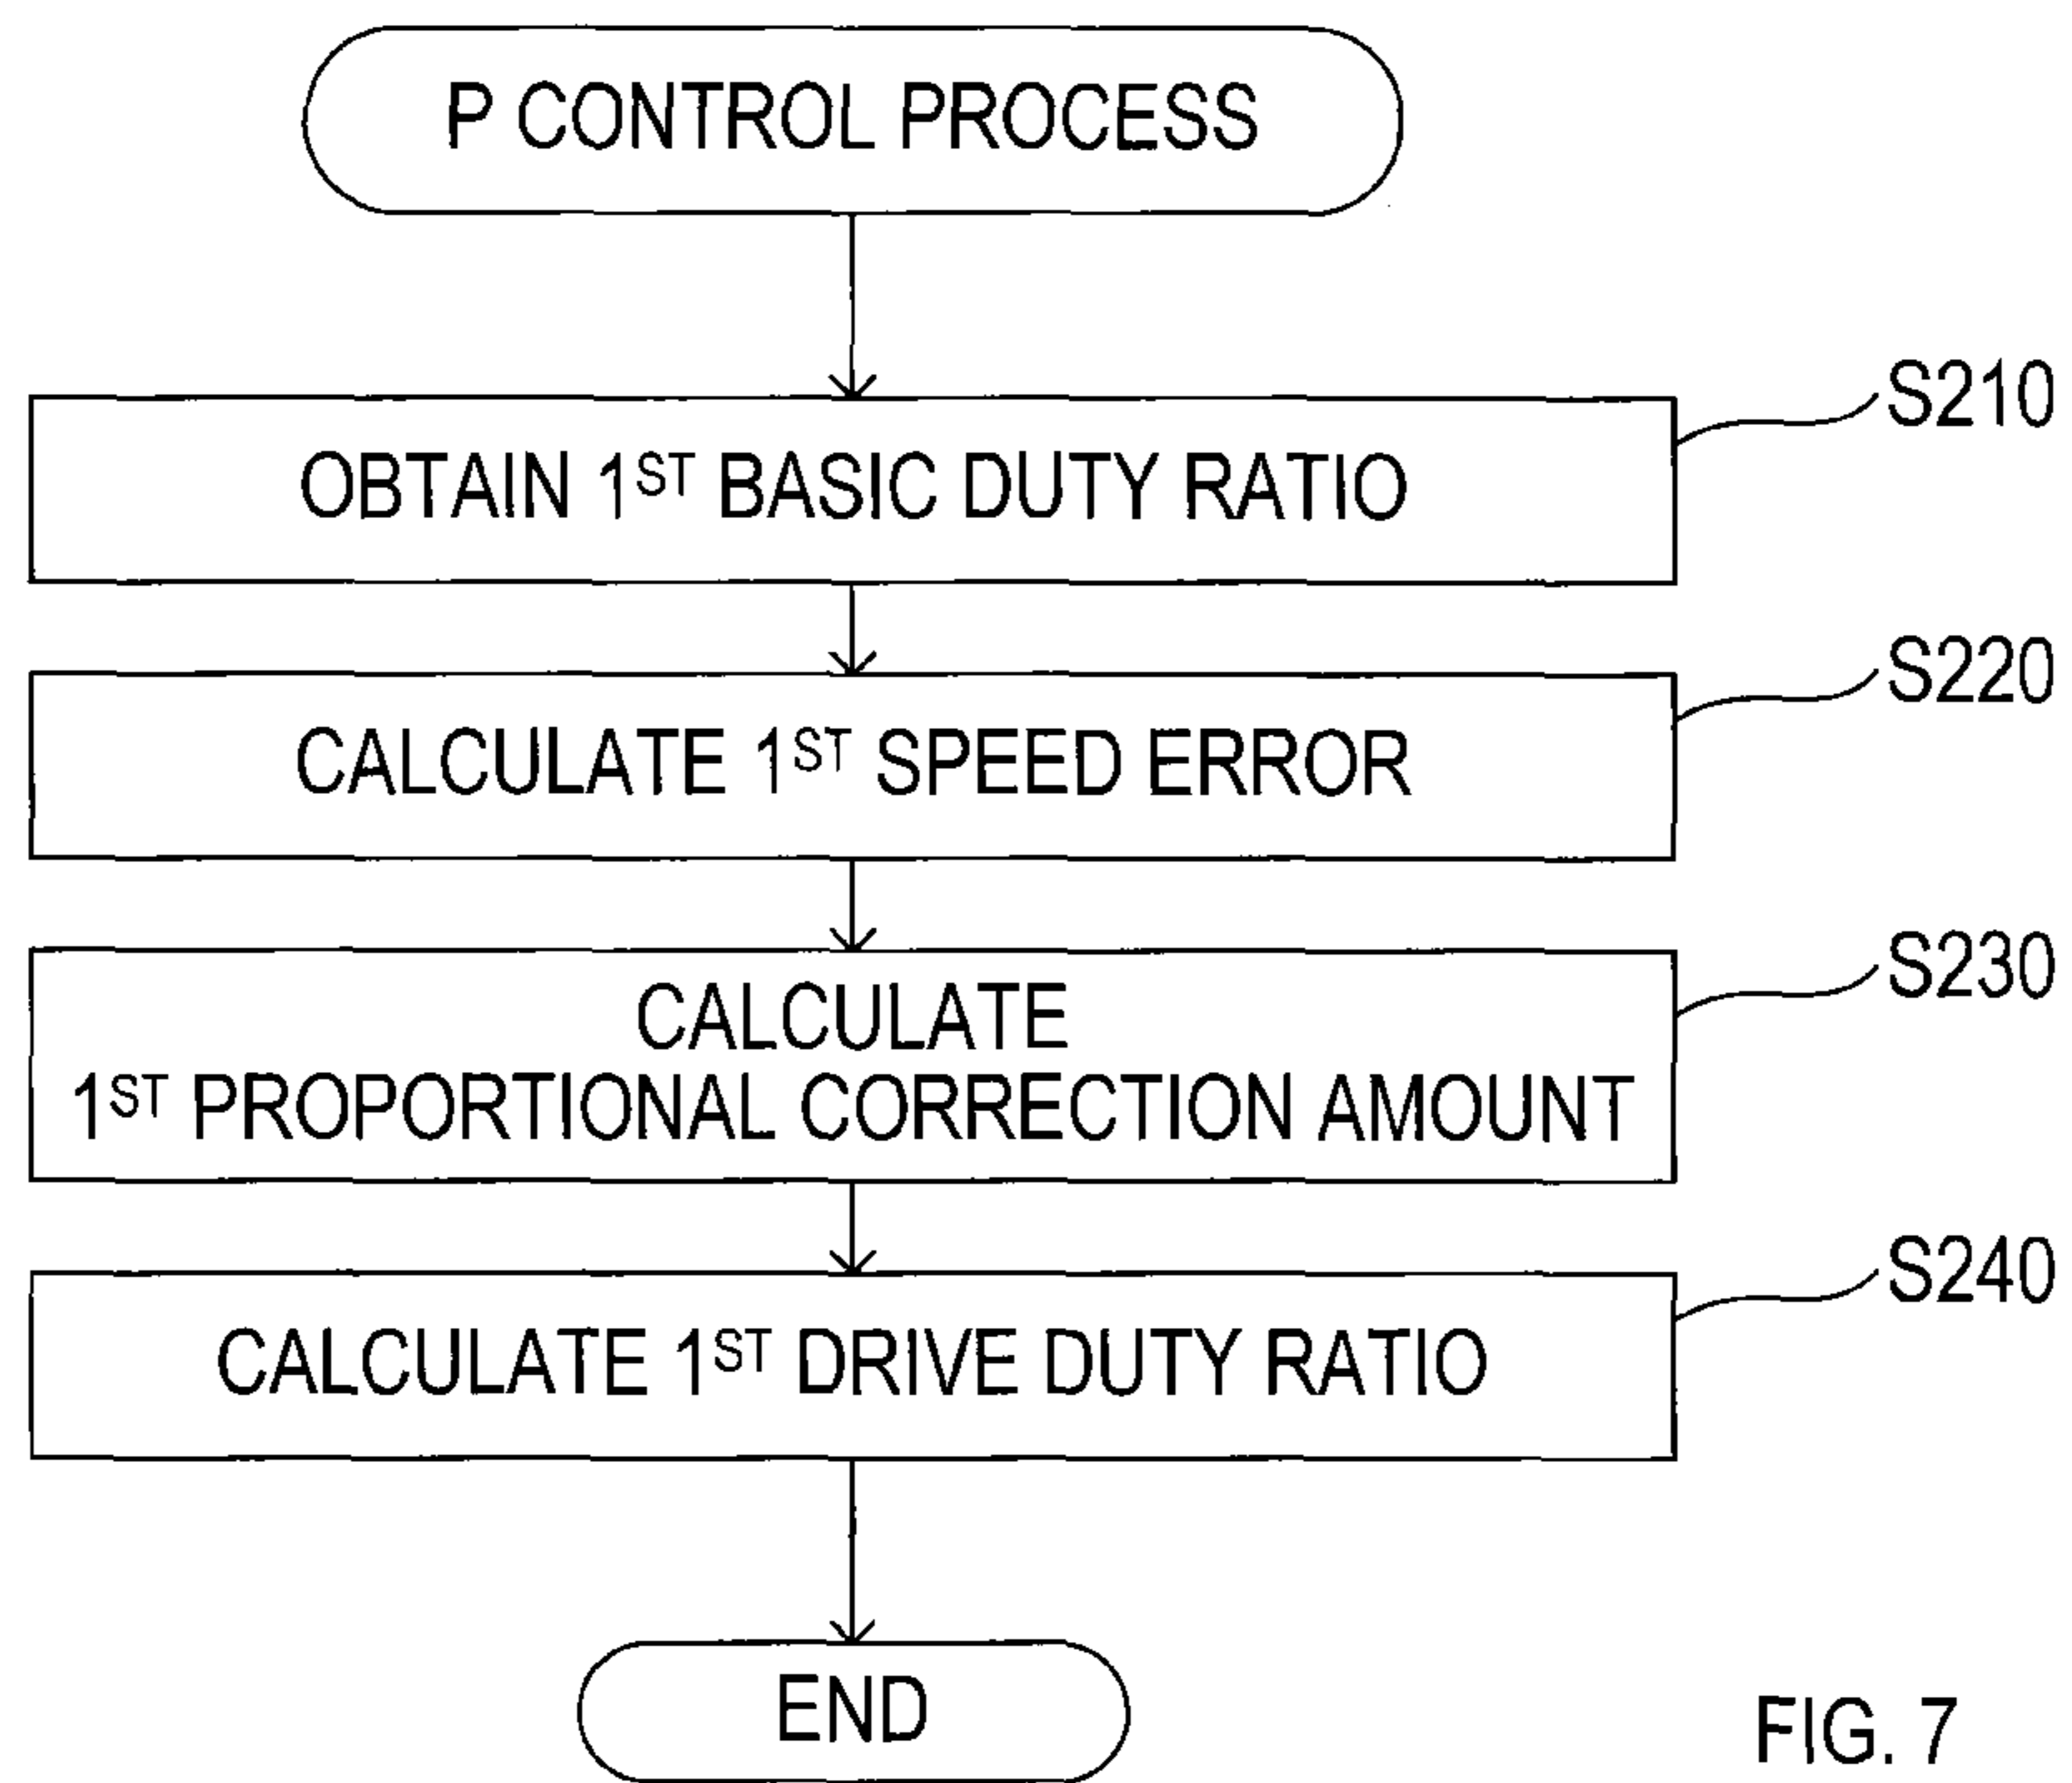 P CONTROL PROCESS
S210
OBTAIN 1ST BASIC DUTY RATIO
S220
CALCULATE 1ST SPEED ERROR
S230
CALCULATE
1ST PROPORTIONAL CORRECTION AMOUNT
S240
CALCULATE 1ST DRIVE DUTY RATIO
END
FIG. 7